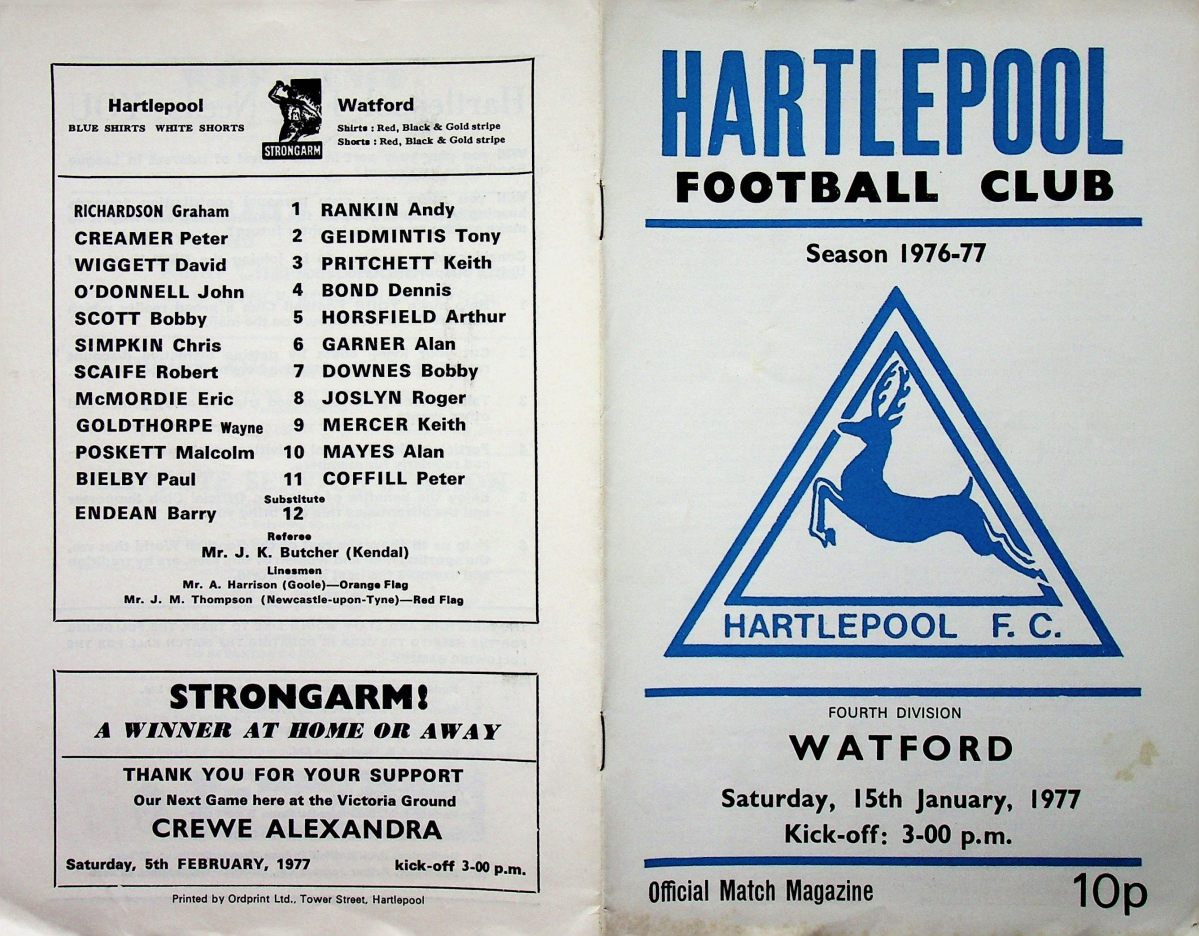 Hartlepool
BLUE SHIRTS WHITE SHORTS
STRONGARM
Watford
Shirts : Red, Black & Gold stripe
Shorts : Red, Black & Gold stripe
RICHARDSON Graham 1 RANKIN Andy
CREAMER Peter 2 GEIDMINTIS Tony
WIGGETT David 3 PRITCHETT Keith
O'DONNELL John 4 BOND Dennis
SCOTT Bobby 5 HORSFIELD Arthur
SIMPKIN Chris 6 GARNER Alan
SCAIFE Robert 7 DOWNES Bobby
McMORDIE Eric 8 JOSLYN Roger
GOLDTHORPE Wayne 9 MERCER Keith
POSKETT Malcolm 10 MAYES Alan
BIELBY Paul 11 COFFILL Peter
Substitute
ENDEAN Barry 12
Referee
Mr. J. K. Butcher (Kendal)
Linesmen
Mr. A. Harrison (Goole)—Orange Flag
Mr. J. M. Thompson (Newcastle-upon-Tyne)—Red Flag
STRONGARM!
A WINNER AT HOME OR AWAY
THANK YOU FOR YOUR SUPPORT
Our Next Game here at the Victoria Ground
CREWE ALEXANDRA
Saturday, 5th FEBRUARY, 1977 kick-off 3-00 p.m.
Printed by Ordprint Ltd., Tower Street, Hartlepool
HARTLEPOOL
FOOTBALL CLUB
Season 1976-77
HARTLEPOOL F. C.
FOURTH DIVISION
WATFORD
Saturday, 15th January, 1977
Kick-off: 3-00 p.m.
Official Match Magazine 10p